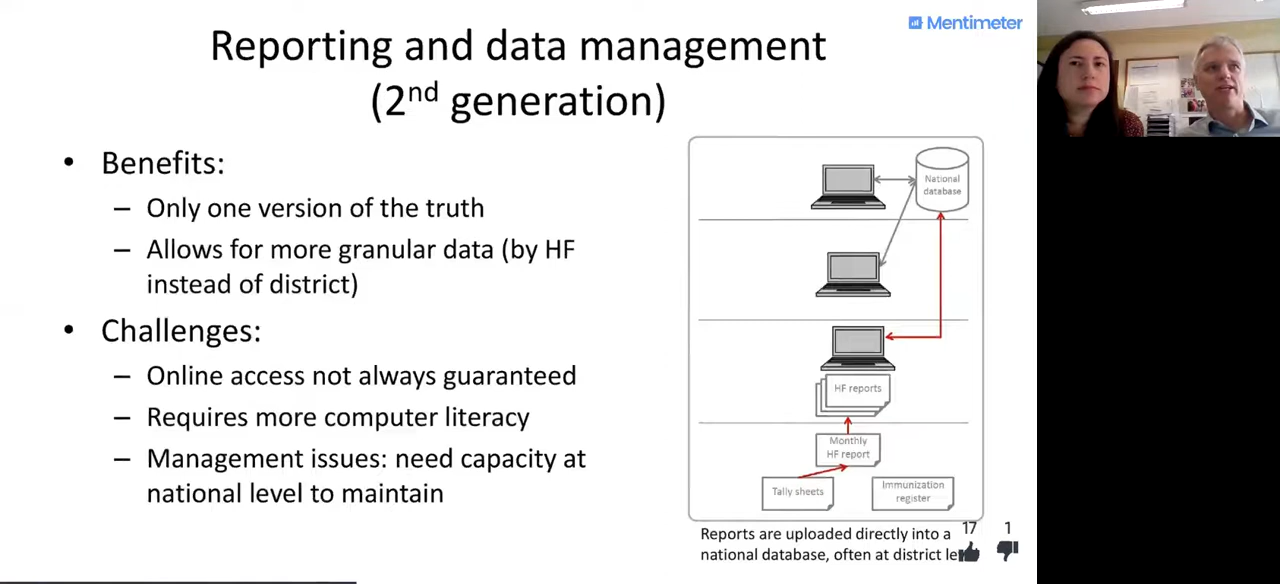 Mentimeter
Reporting and data management
(2nd generation)
• Benefits:
– Only one version of the truth
– Allows for more granular data (by HF
instead of district)
• Challenges:
– Online access not always guaranteed
– Requires more computer literacy
– Management issues: need capacity at
national level to maintain
National
database
HF reports
Monthly
HF report
Tally sheets
Immunization
register
Reports are uploaded directly into a
national database, often at district le
17
1